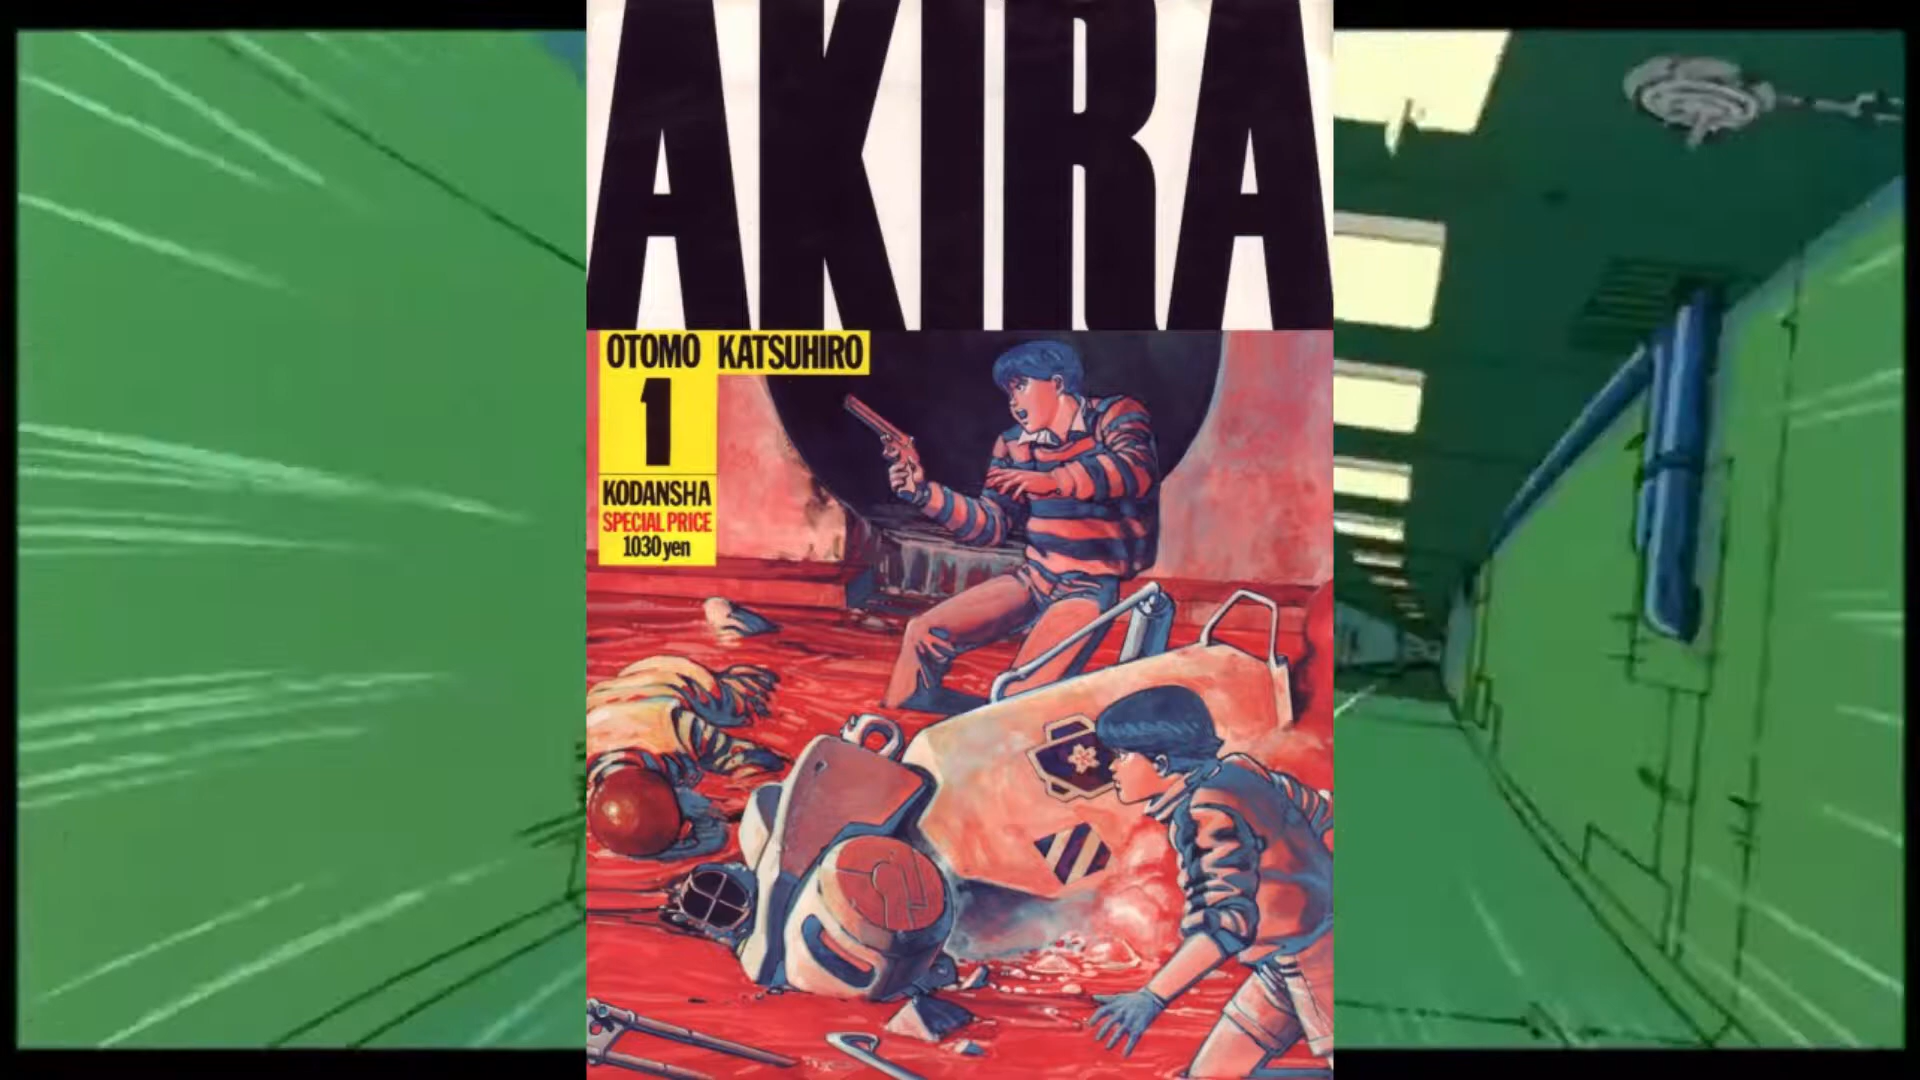 AKIRA
OTOMO KATSUHIRO
1
KODANSHA
SPECIAL PRICE
1030 yen